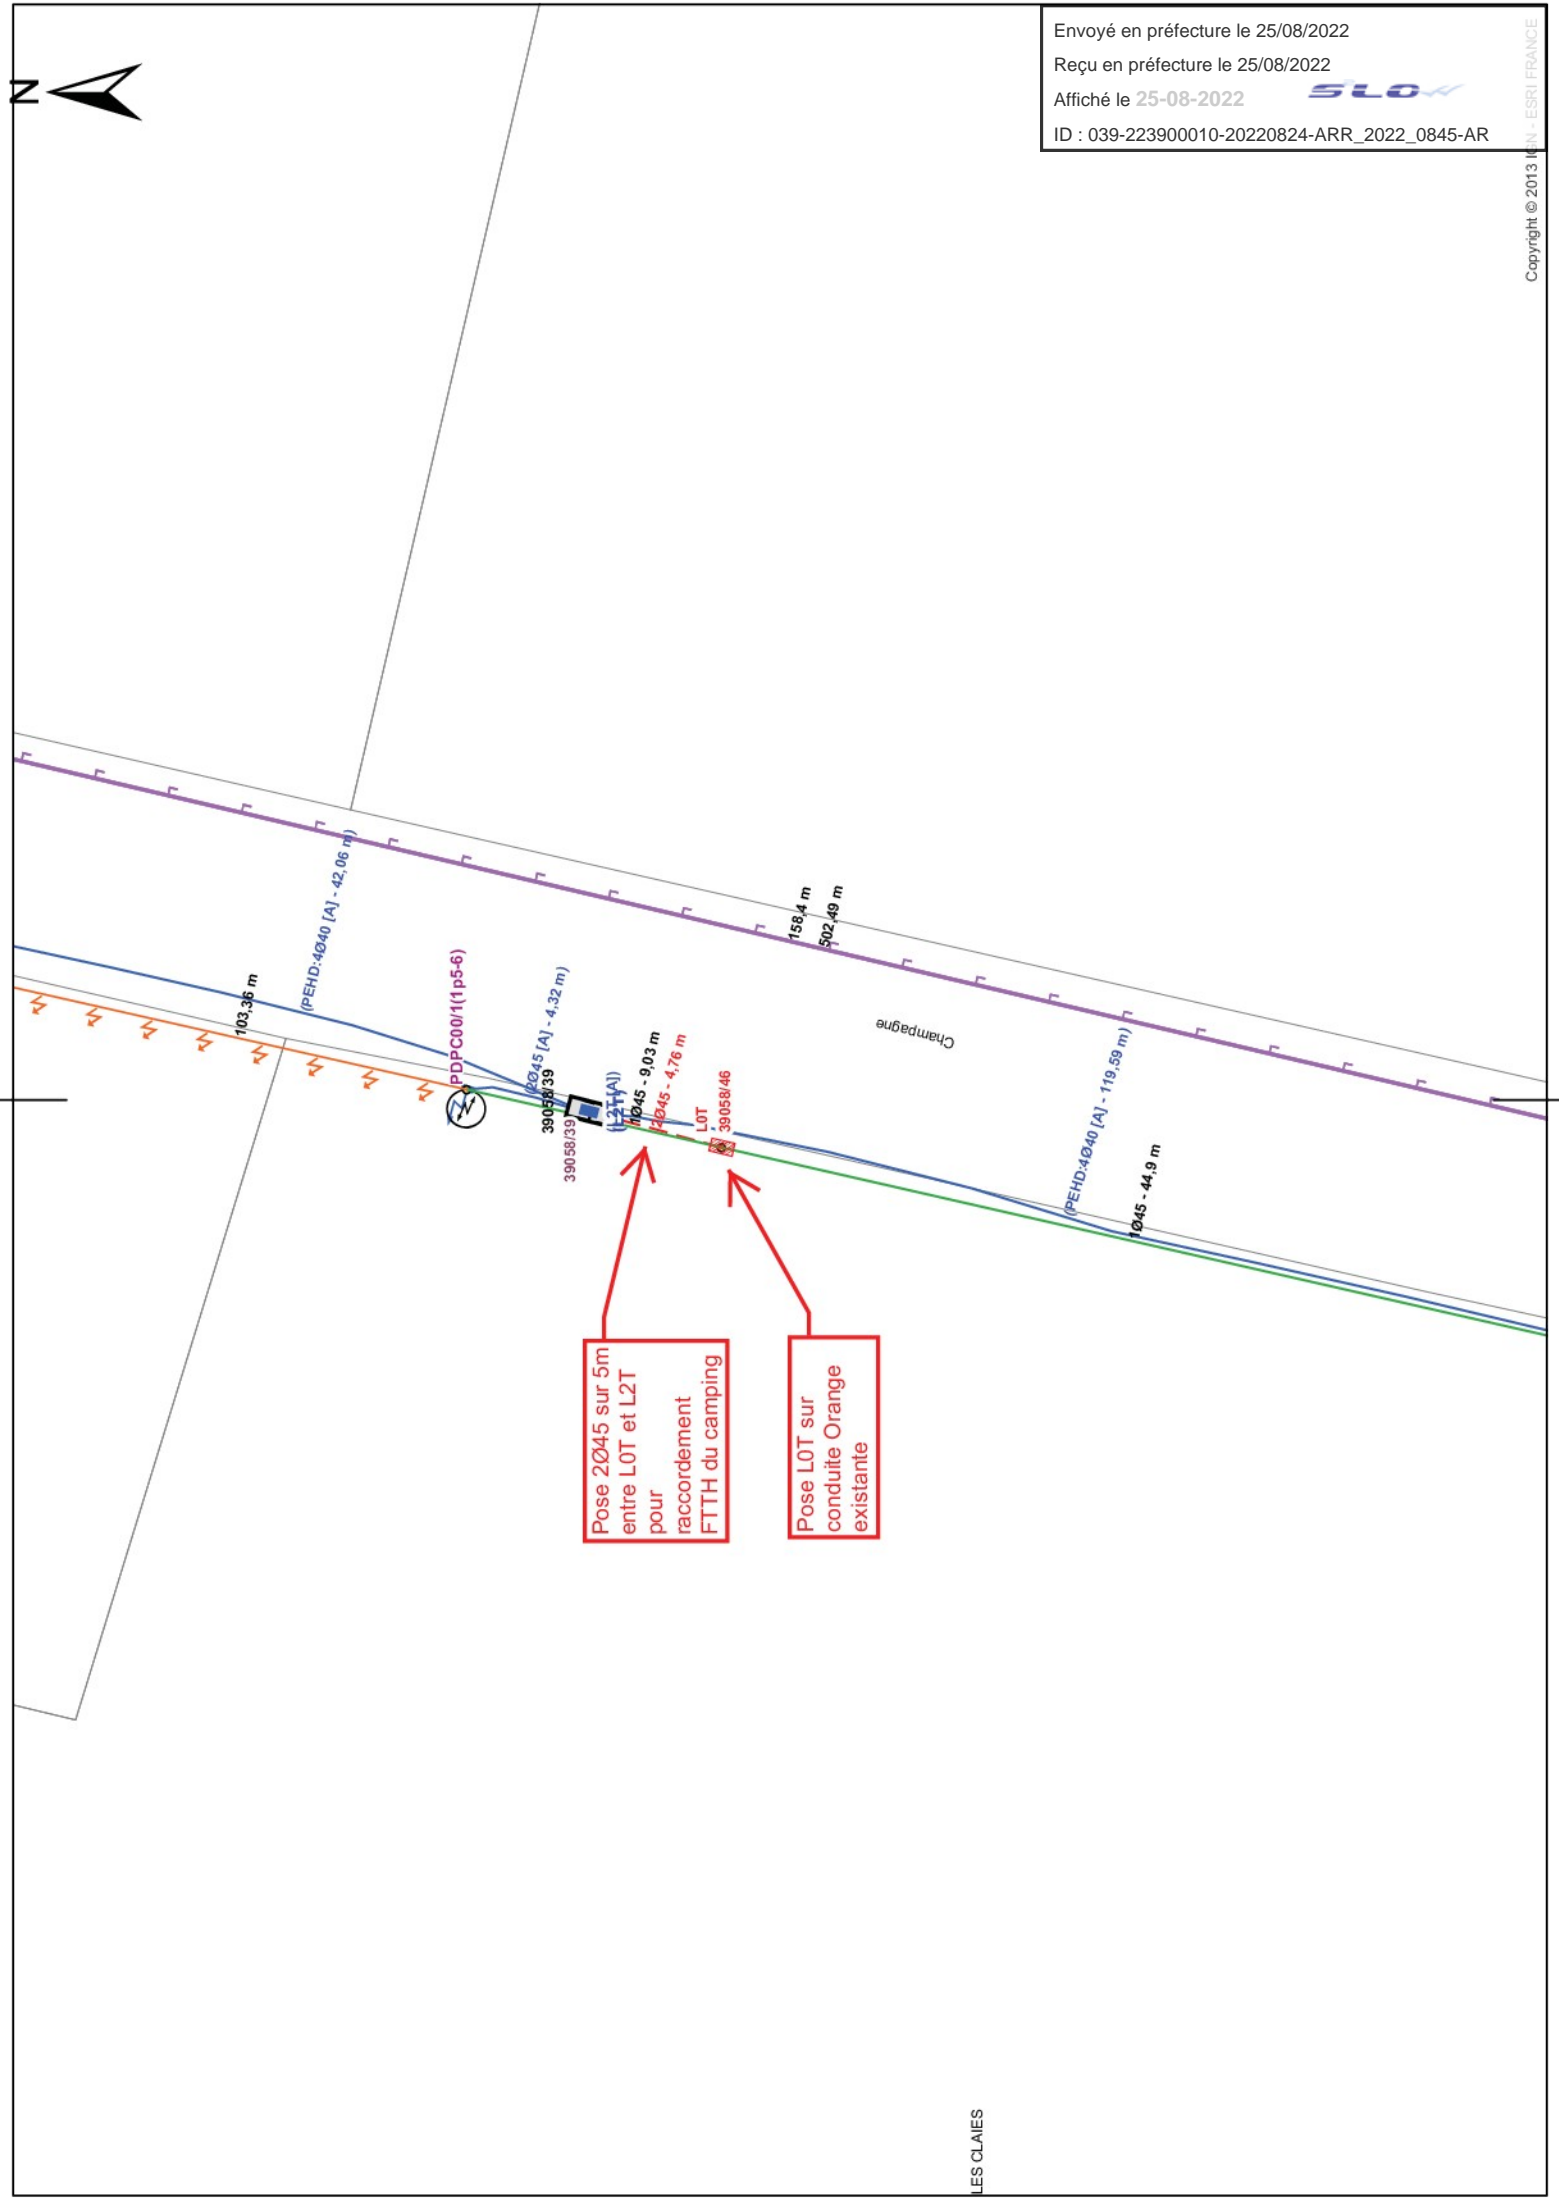 Envoyé en préfecture le 25/08/2022
Reçu en préfecture le 25/08/2022
Affiché le 25-08-2022
SLOW
ID : 039-223900010-20220824-ARR_2022_0845-AR
Copyright © 2013 IGN - ESRI FRANCE
N
103,36 m
(PEHD:4Ø40 [A] - 42,06 m)
PDPC00/1(1p5-6)
(2Ø45 [A] - 4,32 m)
39058/39
39058/39
(L2T[A])
(L2T)
1Ø45 - 9,03 m
2Ø45 - 4,76 m
L0T
39058/46
158,4 m
502,49 m
Champagne
(PEHD:4Ø40 [A] - 119,59 m)
1Ø45 - 44,9 m
Pose 2Ø45 sur 5m
entre L0T et L2T
pour
raccordement
FTTH du camping
Pose L0T sur
conduite Orange
existante
LES CLAIES